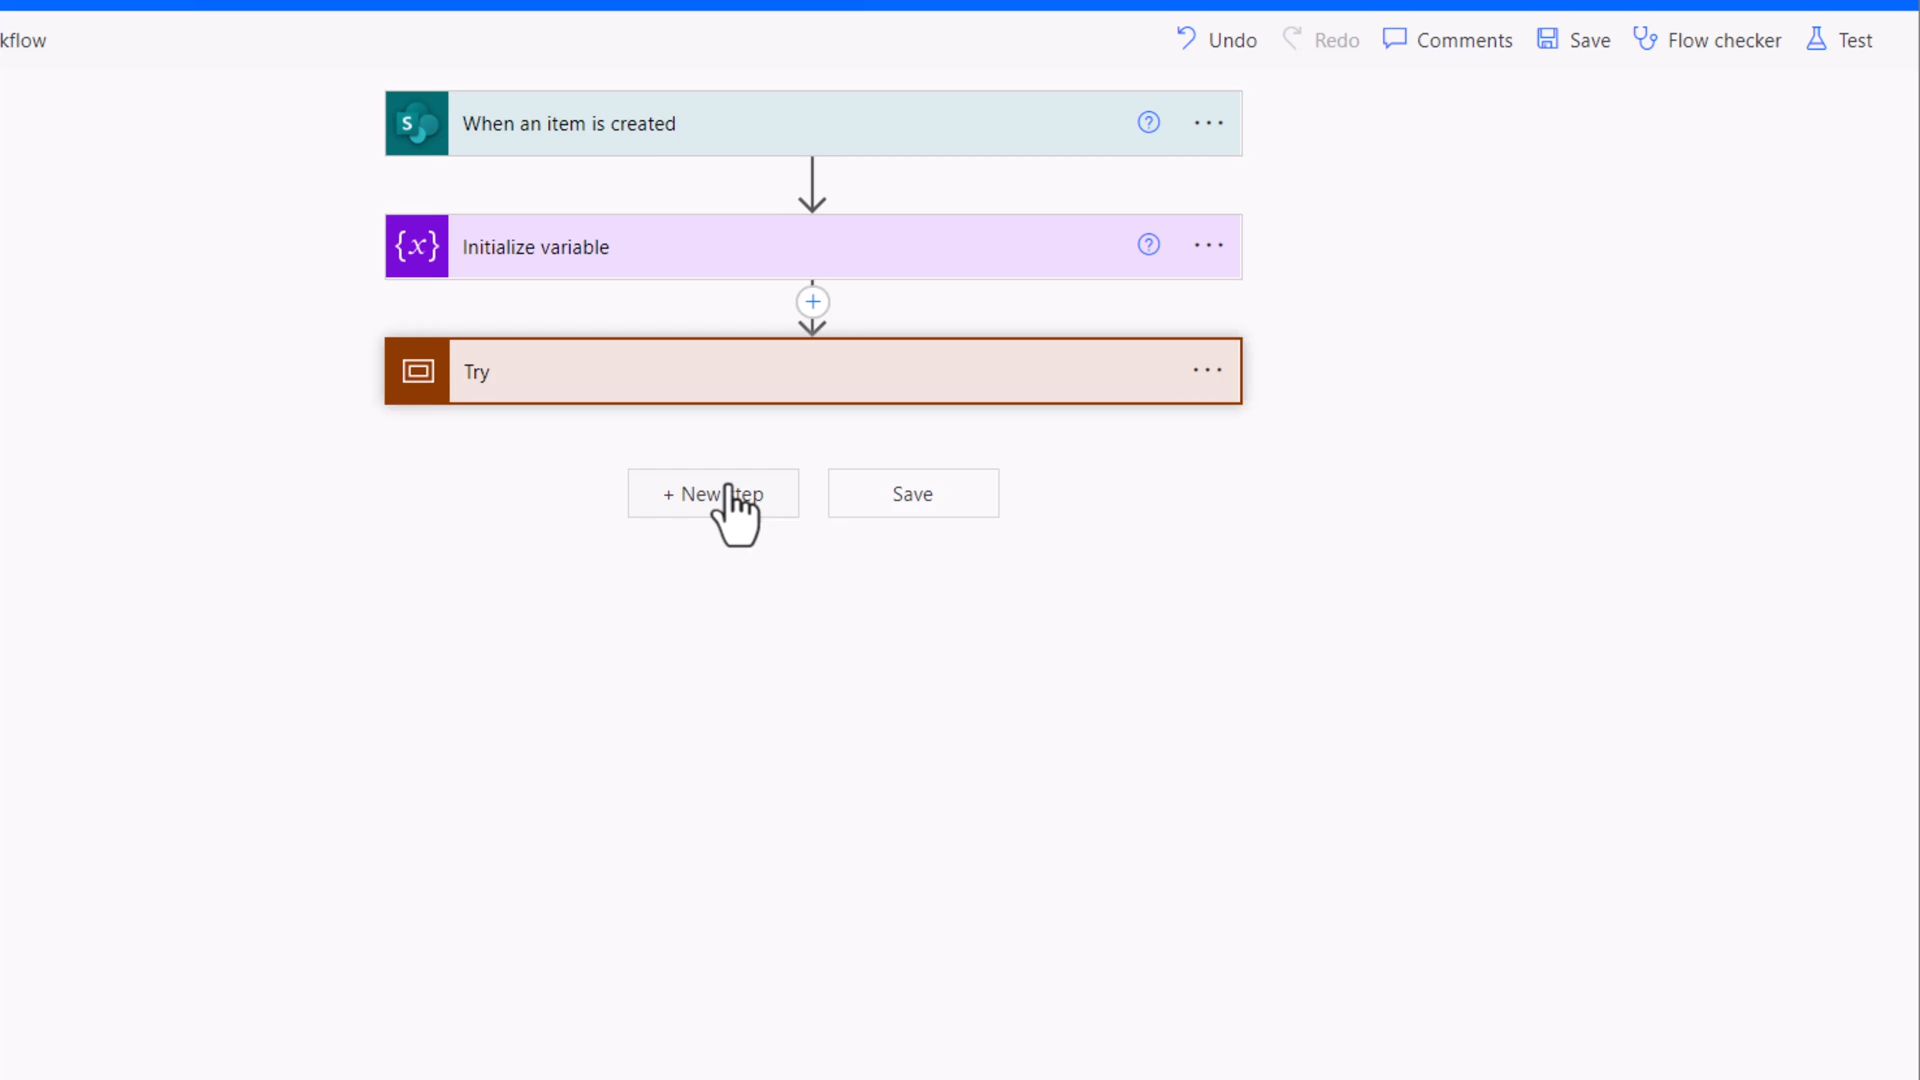 kflow
Undo
Redo
Comments
Save
Flow checker
Test
S
When an item is created
{x}
Initialize variable
Try
+ New
Save